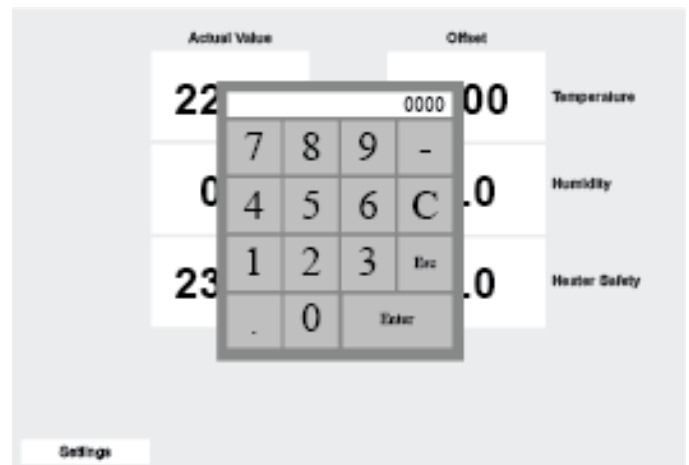 Actual Value Offset
22 0000 00 Temperature
7 8 9 -
0 .0 Humidity
4 5 6 C
1 2 3 Esc
23 .0 Heater Safety
. 0 Enter
Settings